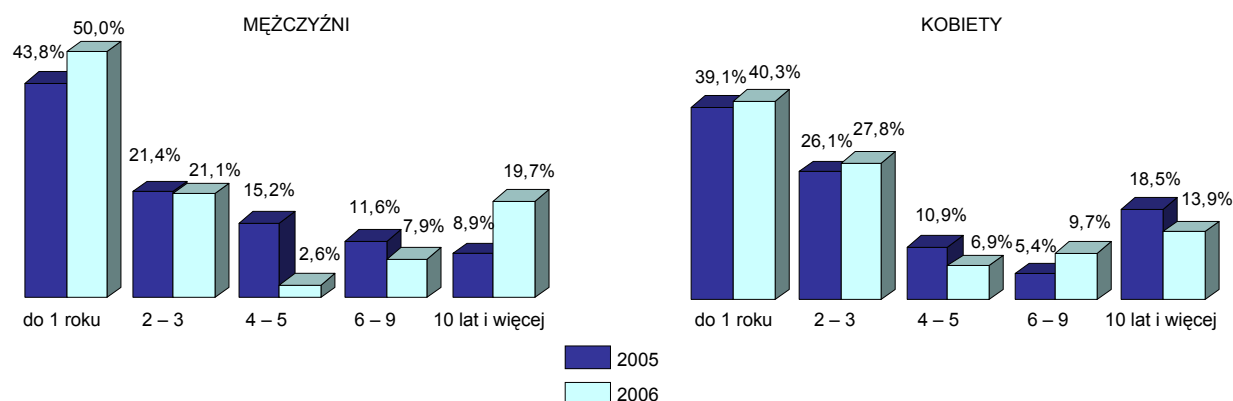 MĘŻCZYŹNI
43,8%
50,0%
21,4%
21,1%
15,2%
2,6%
11,6%
7,9%
8,9%
19,7%
do 1 roku
2 – 3
4 – 5
6 – 9
10 lat i więcej
KOBIETY
39,1%
40,3%
26,1%
27,8%
10,9%
6,9%
5,4%
9,7%
18,5%
13,9%
do 1 roku
2 – 3
4 – 5
6 – 9
10 lat i więcej
2005
2006